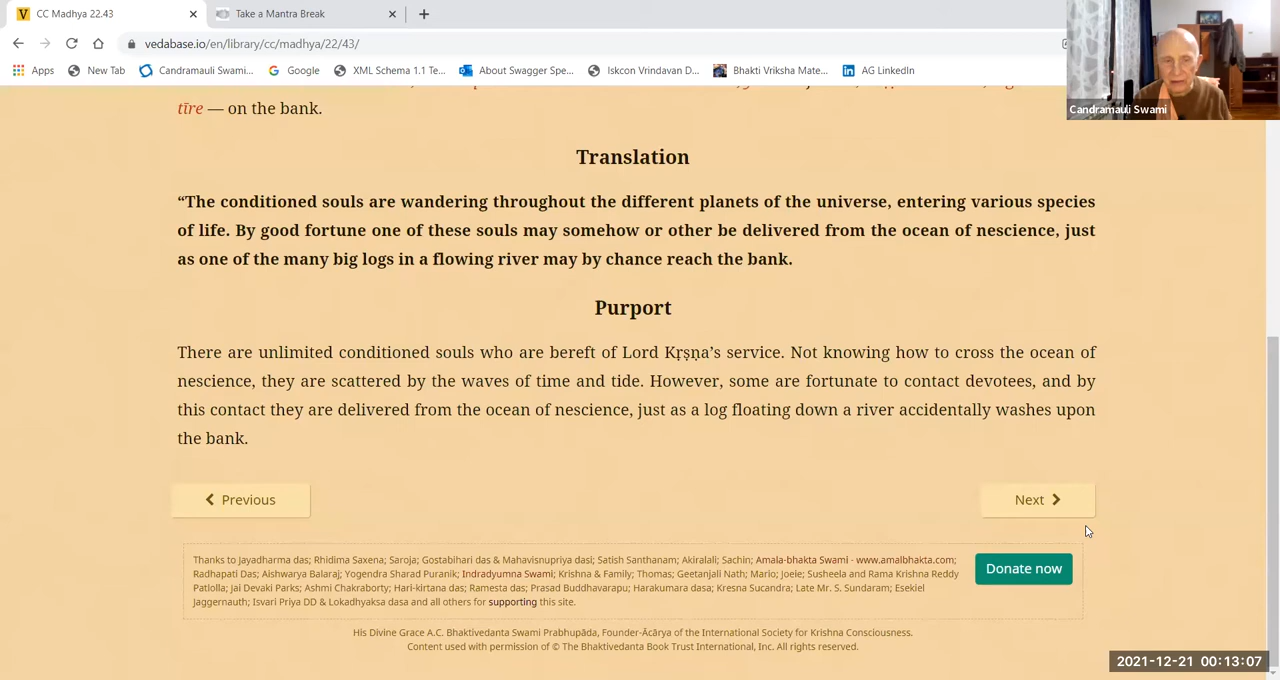 CC Madhya 22.43
Take a Mantra Break
vedabase.io/en/library/cc/madhya/22/43/
Apps
New Tab
Candramauli Swami...
Google
XML Schema 1.1 Te...
About Swagger Spe...
Iskcon Vrindavan D...
Bhakti Vriksha Mate...
AG LinkedIn
Candramauli Swami
tīre — on the bank.
Translation
“The conditioned souls are wandering throughout the different planets of the universe, entering various species
of life. By good fortune one of these souls may somehow or other be delivered from the ocean of nescience, just
as one of the many big logs in a flowing river may by chance reach the bank.
Purport
There are unlimited conditioned souls who are bereft of Lord Kṛṣṇa’s service. Not knowing how to cross the ocean of
nescience, they are scattered by the waves of time and tide. However, some are fortunate to contact devotees, and by
this contact they are delivered from the ocean of nescience, just as a log floating down a river accidentally washes upon
the bank.
Previous
Next
Thanks to Jayadharma das; Rhidima Saxena; Saroja; Gostabihari das & Mahavisnupriya dasi; Satish Santhanam; Akiralali; Sachin; Amala-bhakta Swami - www.amalbhakta.com;
Radhapati Das; Aishwarya Balaraj; Yogendra Sharad Puranik; Indradyumna Swami; Krishna & Family; Thomas; Geetanjali Nath; Mario; Joeie; Susheela and Rama Krishna Reddy
Patlolla; Jai Devaki Parks; Ashmi Chakraborty; Hari-kirtana das; Ramesta das; Prasad Buddhavarapu; Harakumara dasa; Kresna Sucandra; Late Mr. S. Sundaram; Esekiel
Jaggernauth; Isvari Priya DD & Lokadhyaksa dasa and all others for supporting this site.
Donate now
His Divine Grace A.C. Bhaktivedanta Swami Prabhupāda, Founder-Ācārya of the International Society for Krishna Consciousness.
Content used with permission of © The Bhaktivedanta Book Trust International, Inc. All rights reserved.
2021-12-21 00:13:07